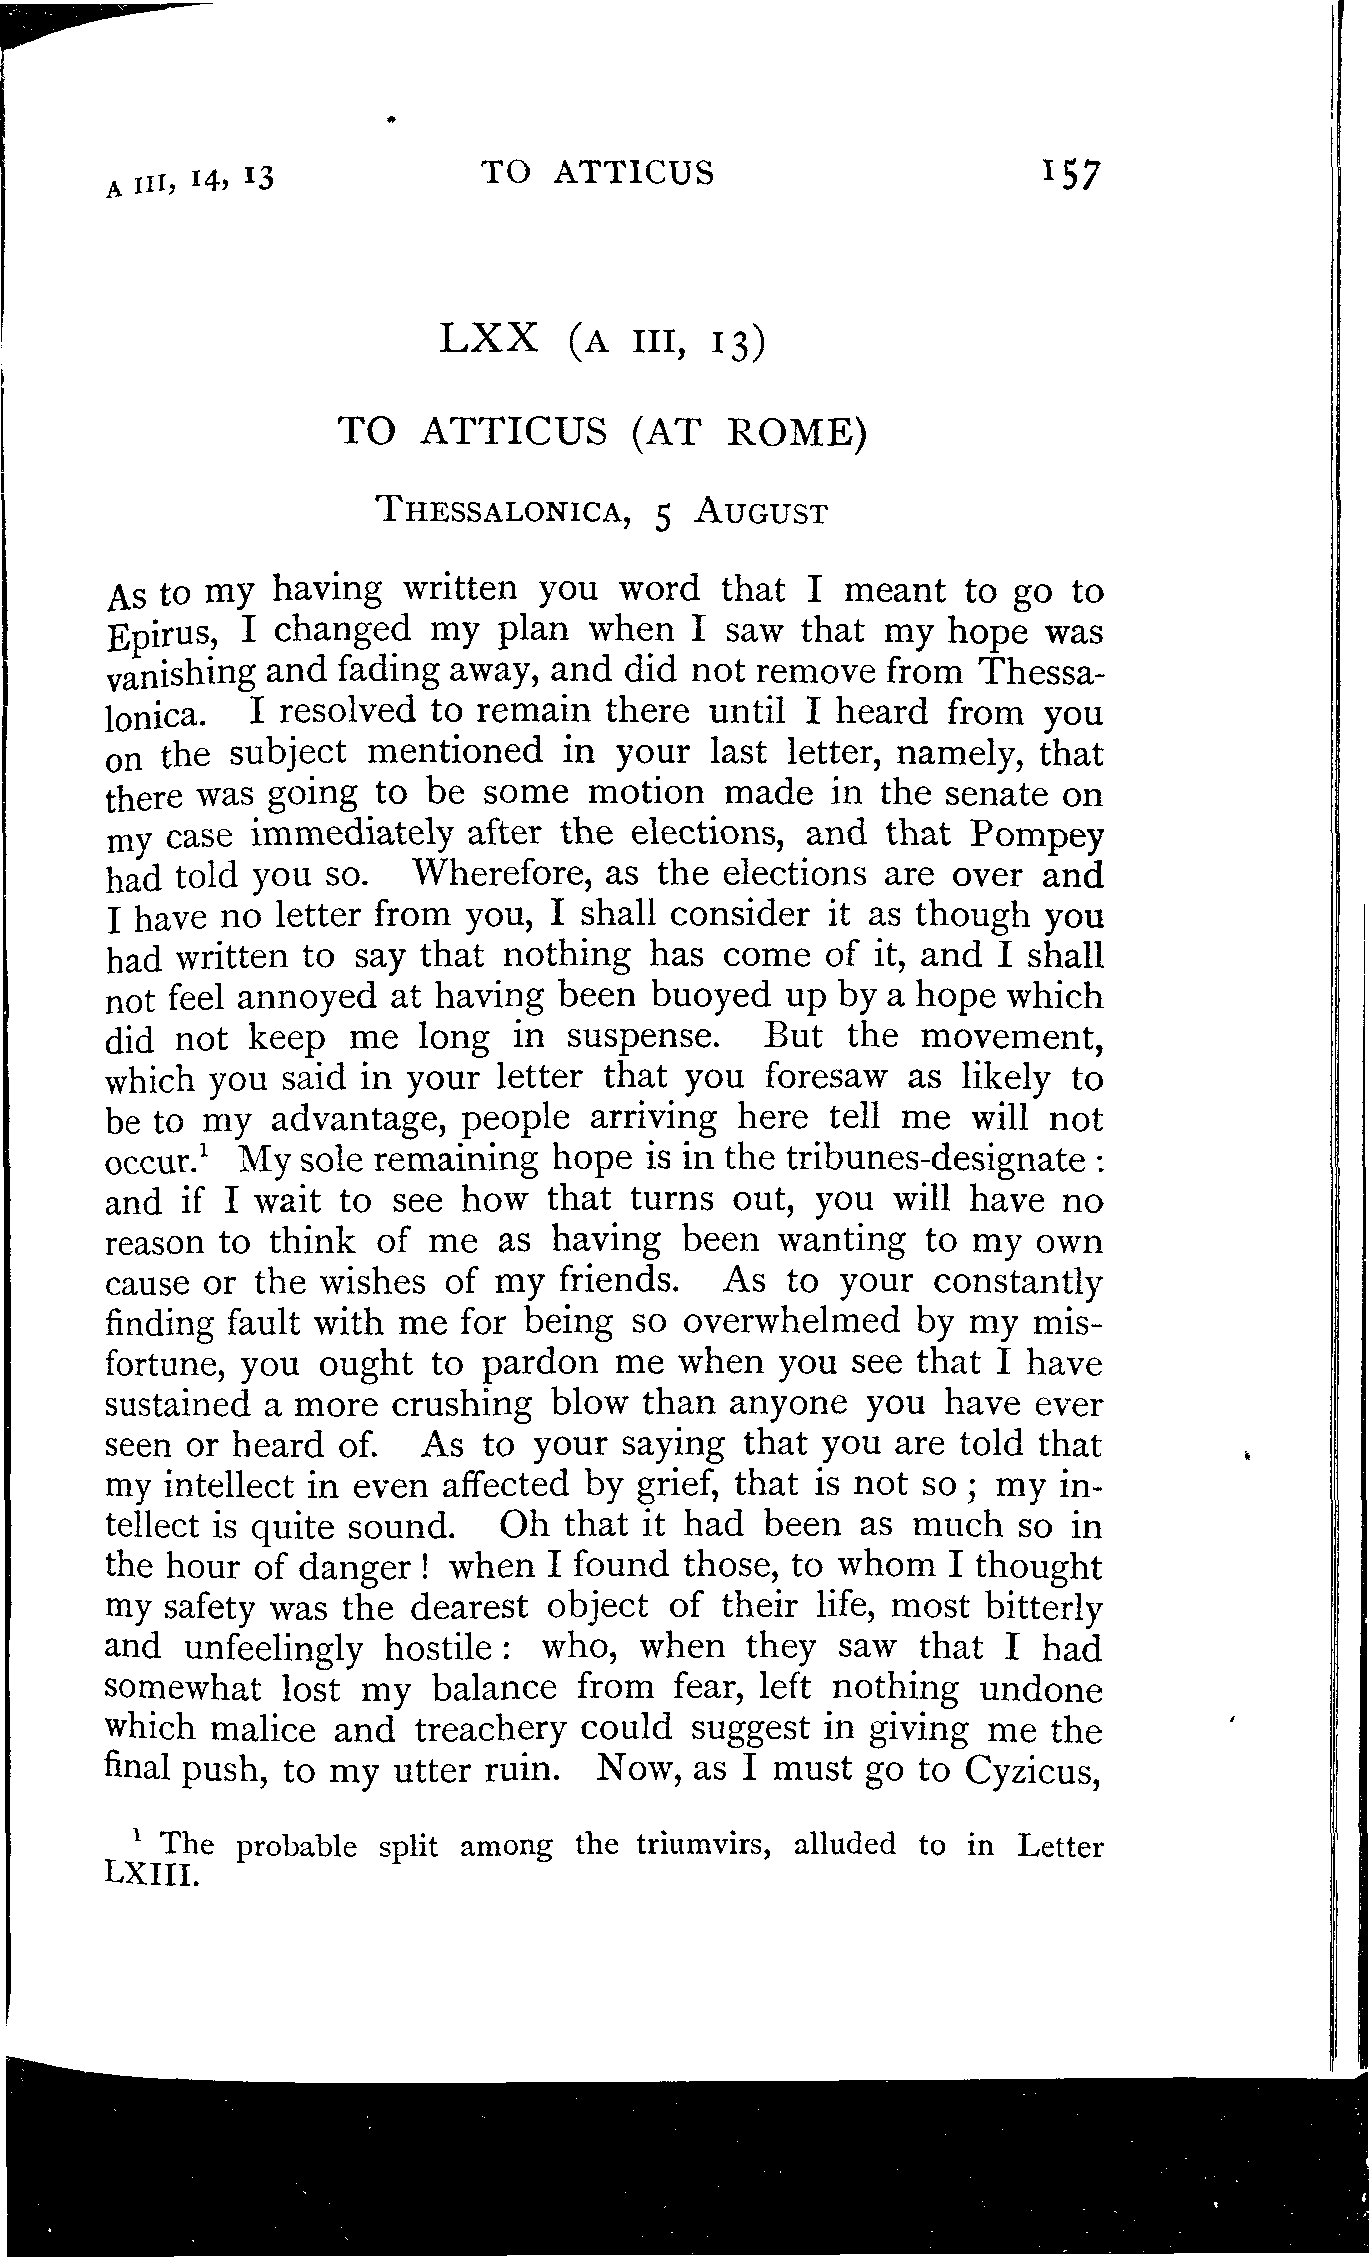 A III, 14, 13 TO ATTICUS 157
LXX (A III, 13)
TO ATTICUS (AT ROME)
THESSALONICA, 5 AUGUST
As to my having written you word that I meant to go to
Epirus, I changed my plan when I saw that my hope was
vanishing and fading away, and did not remove from Thessa-
lonica. I resolved to remain there until I heard from you
on the subject mentioned in your last letter, namely, that
there was going to be some motion made in the senate on
my case immediately after the elections, and that Pompey
had told you so. Wherefore, as the elections are over and
I have no letter from you, I shall consider it as though you
had written to say that nothing has come of it, and I shall
not feel annoyed at having been buoyed up by a hope which
did not keep me long in suspense. But the movement,
which you said in your letter that you foresaw as likely to
be to my advantage, people arriving here tell me will not
occur.¹ My sole remaining hope is in the tribunes-designate :
and if I wait to see how that turns out, you will have no
reason to think of me as having been wanting to my own
cause or the wishes of my friends. As to your constantly
finding fault with me for being so overwhelmed by my mis-
fortune, you ought to pardon me when you see that I have
sustained a more crushing blow than anyone you have ever
seen or heard of. As to your saying that you are told that
my intellect in even affected by grief, that is not so ; my in-
tellect is quite sound. Oh that it had been as much so in
the hour of danger ! when I found those, to whom I thought
my safety was the dearest object of their life, most bitterly
and unfeelingly hostile : who, when they saw that I had
somewhat lost my balance from fear, left nothing undone
which malice and treachery could suggest in giving me the
final push, to my utter ruin. Now, as I must go to Cyzicus,
¹ The probable split among the triumvirs, alluded to in Letter
LXIII.